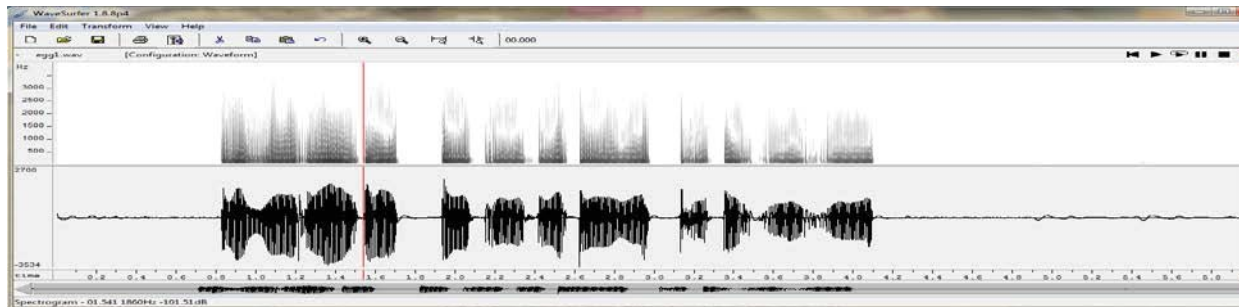 WaveSurfer 1.8.8p4
File Edit Transform View Help
00.000
egg1.wav [Configuration: Waveform]
Hz
3000
2500
2000
1500
1000
500
2700
-3534
time 0.2 0.4 0.6 0.8 1.0 1.2 1.4 1.6 1.8 2.0 2.2 2.4 2.6 2.8 3.0 3.2 3.4 3.6 3.8 4.0 4.2 4.4 4.6 4.8 5.0 5.2 5.4 5.6 5.8
Spectrogram - 01.541 1860Hz -101.51dB